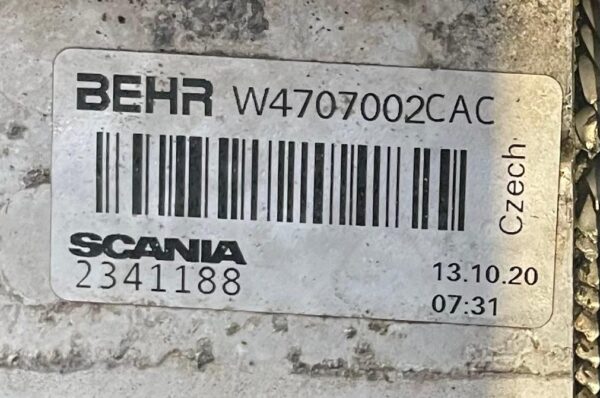 BEHR W4707002CAC
Czech
SCANIA
2341188
13.10.20
07:31